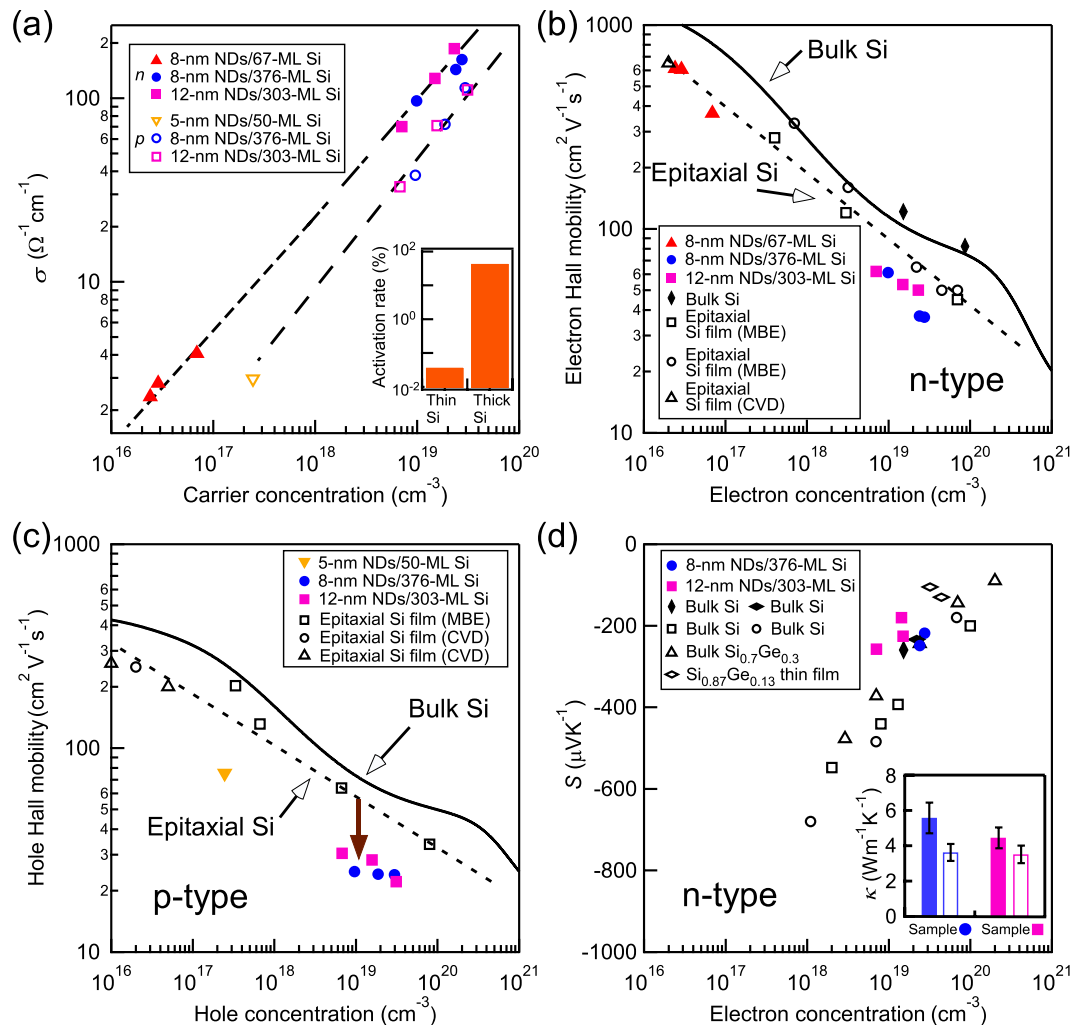 (a)
2
100
8
6
4
2
10
8
6
4
2
σ (Ω⁻¹ cm⁻¹)
8-nm NDs/67-ML Si
n 8-nm NDs/376-ML Si
12-nm NDs/303-ML Si
5-nm NDs/50-ML Si
p 8-nm NDs/376-ML Si
12-nm NDs/303-ML Si
Activation rate (%)
10²
10⁰
10⁻²
Thin Si
Thick Si
10¹⁶ 10¹⁷ 10¹⁸ 10¹⁹ 10²⁰
Carrier concentration (cm⁻³)
(b)
1000
6
4
2
100
6
4
2
10
Electron Hall mobility (cm² V⁻¹ s⁻¹)
Bulk Si
Epitaxial Si
8-nm NDs/67-ML Si
8-nm NDs/376-ML Si
12-nm NDs/303-ML Si
Bulk Si
Epitaxial
Si film (MBE)
Epitaxial
Si film (MBE)
Epitaxial
Si film (CVD)
n-type
10¹⁶ 10¹⁷ 10¹⁸ 10¹⁹ 10²⁰ 10²¹
Electron concentration (cm⁻³)
(c)
1000
6
4
2
100
6
4
2
10
Hole Hall mobility (cm² V⁻¹ s⁻¹)
5-nm NDs/50-ML Si
8-nm NDs/376-ML Si
12-nm NDs/303-ML Si
Epitaxial Si film (MBE)
Epitaxial Si film (CVD)
Epitaxial Si film (CVD)
Bulk Si
Epitaxial Si
p-type
10¹⁶ 10¹⁷ 10¹⁸ 10¹⁹ 10²⁰ 10²¹
Hole concentration (cm⁻³)
(d)
0
-200
-400
-600
-800
-1000
S (μVK⁻¹)
8-nm NDs/376-ML Si
12-nm NDs/303-ML Si
Bulk Si Bulk Si
Bulk Si Bulk Si
Bulk Si₀.₇Ge₀.₃
Si₀.₈₇Ge₀.₁₃ thin film
n-type
κ (Wm⁻¹K⁻¹)
8
6
4
2
0
Sample Sample
10¹⁶ 10¹⁷ 10¹⁸ 10¹⁹ 10²⁰ 10²¹
Electron concentration (cm⁻³)